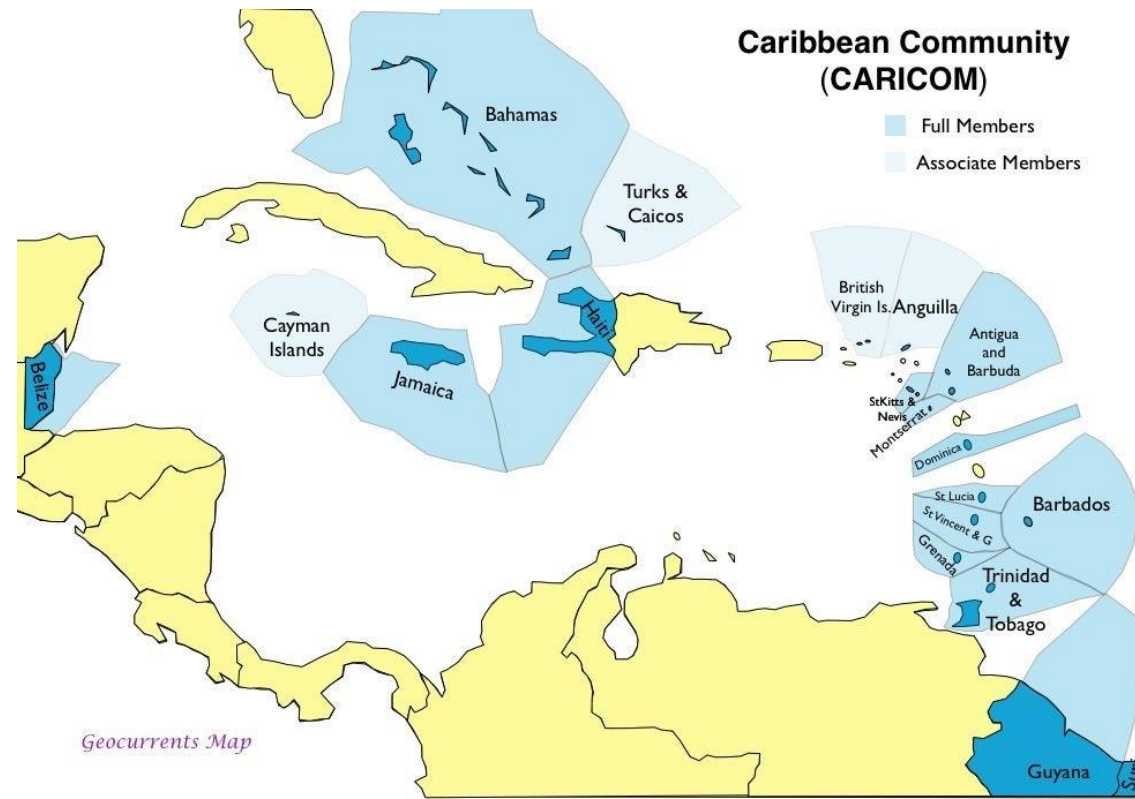 Caribbean Community
(CARICOM)
Full Members
Associate Members
Bahamas
Turks &
Caicos
British
Virgin Is.
Anguilla
Cayman
Islands
Haiti
Antigua
and
Barbuda
Belize
Jamaica
StKitts &
Nevis
Montserrat
Dominica
St Lucia
Barbados
St Vincent & G
Grenada
Trinidad
&
Tobago
Geocurrents Map
Guyana